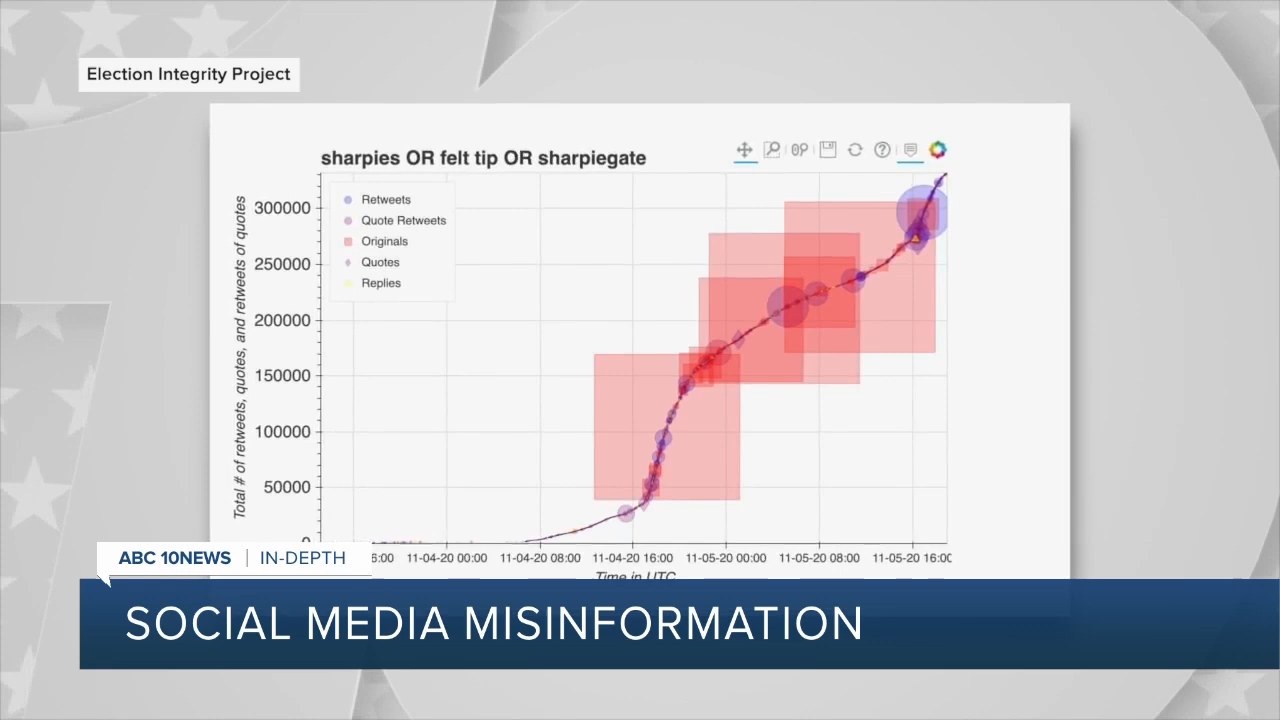 Election Integrity Project
sharpies OR felt tip OR sharpiegate
Total # of retweets, quotes, and retweets of quotes
Retweets
Quote Retweets
Originals
Quotes
Replies
300000
250000
200000
150000
100000
50000
0
6:00 11-04-20 00:00 11-04-20 08:00 11-04-20 16:00 11-05-20 00:00 11-05-20 08:00 11-05-20 16:00
Time in UTC
ABC 10NEWS | IN-DEPTH
SOCIAL MEDIA MISINFORMATION